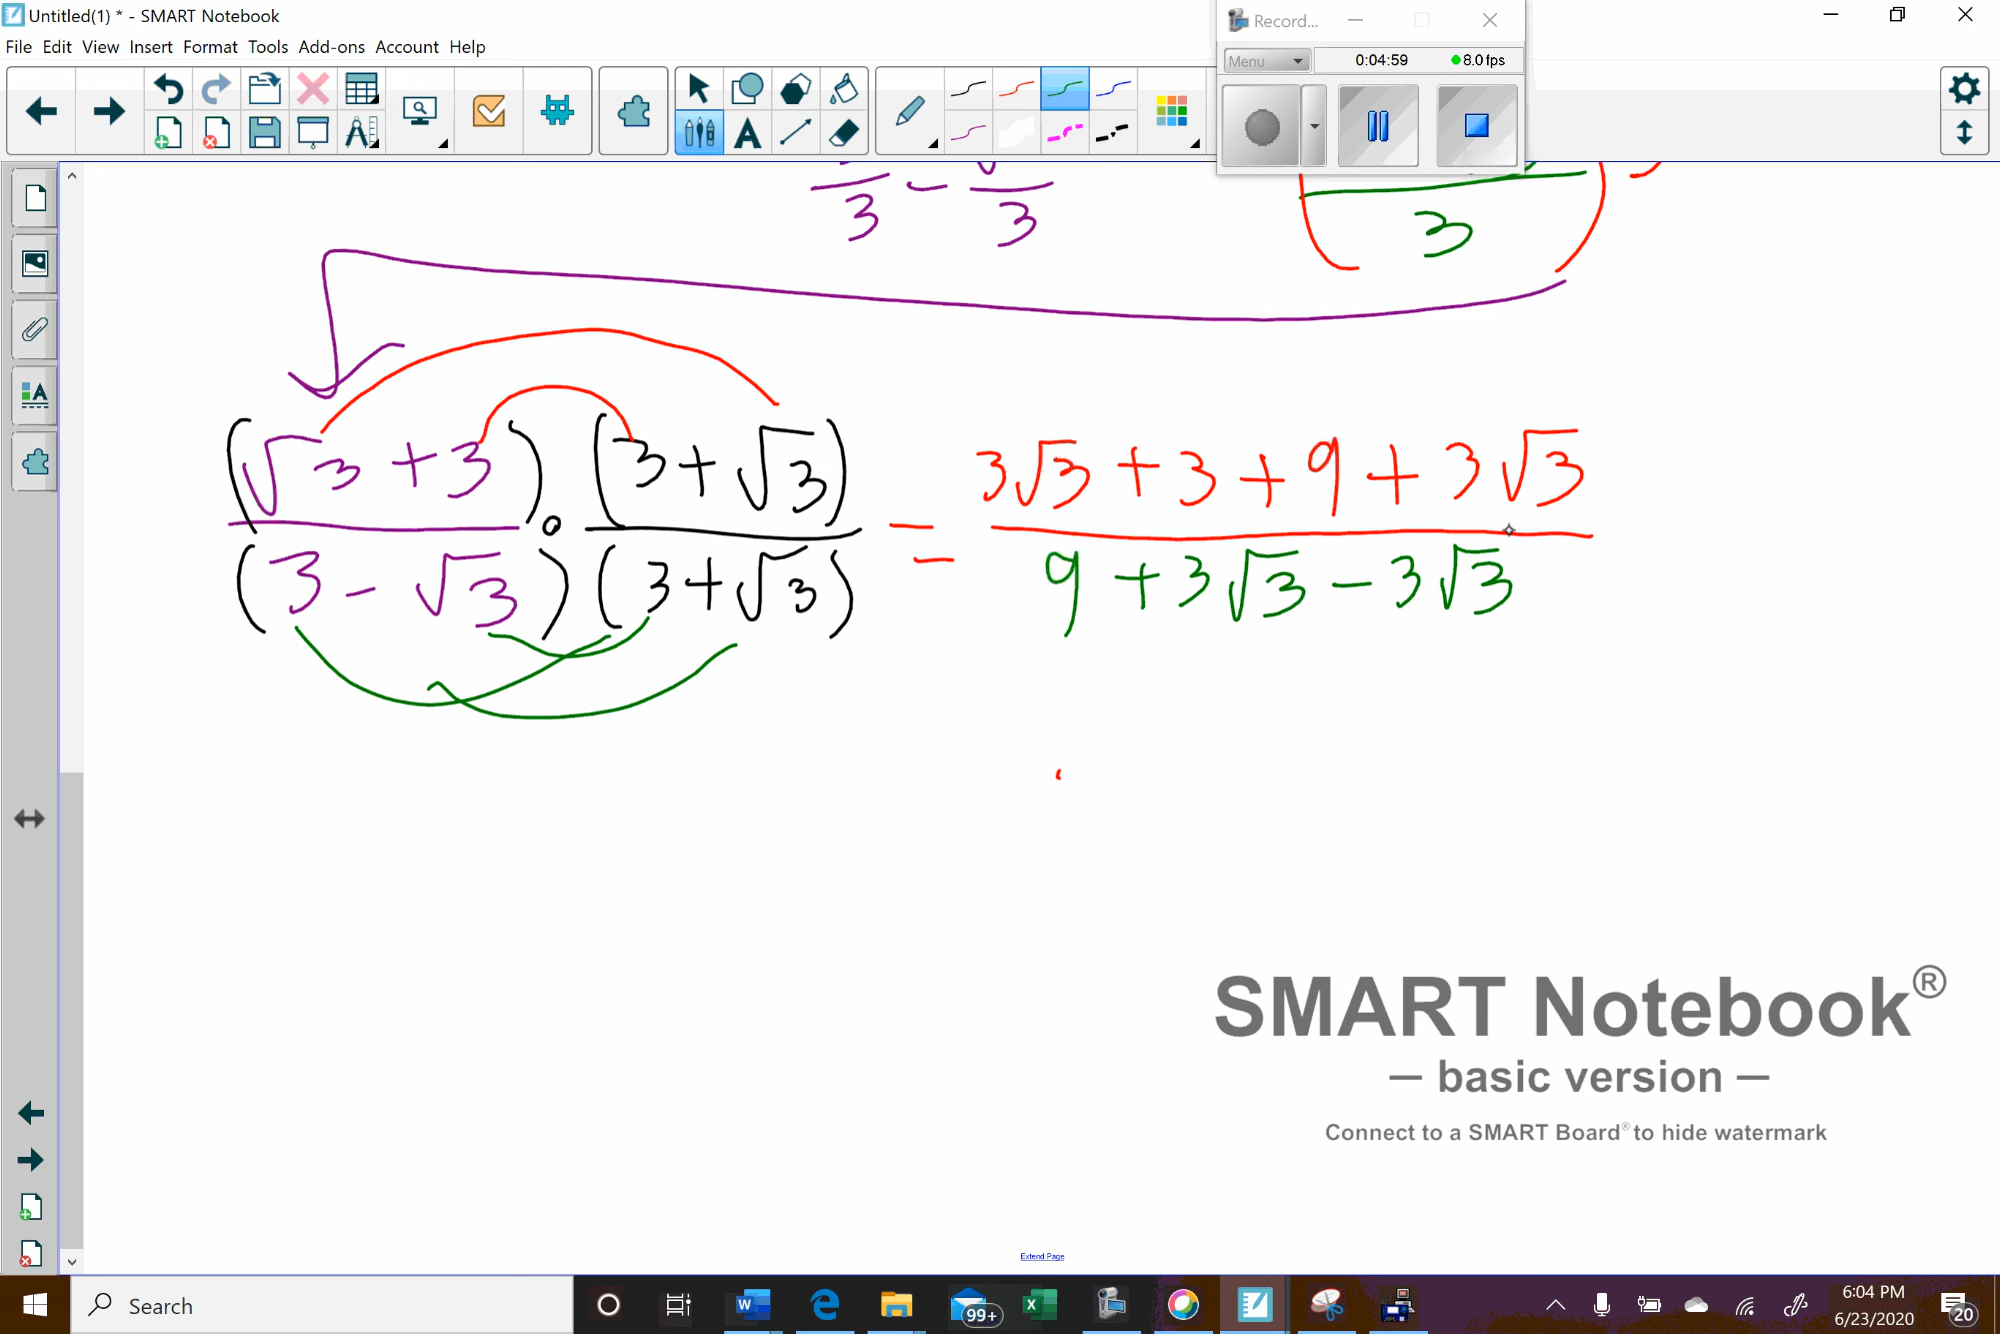 Untitled(1) * - SMART Notebook
Record...
File Edit View Insert Format Tools Add-ons Account Help
Menu 0:04:59 8.0 fps
3 - 3
3
(√3 + 3) (3 + √3)
(3 - √3) (3 + √3)
= 3√3 + 3 + 9 + 3√3
9 + 3√3 - 3√3
SMART Notebook®
— basic version —
Connect to a SMART Board® to hide watermark
Extend Page
Search
99+
6:04 PM
6/23/2020
20